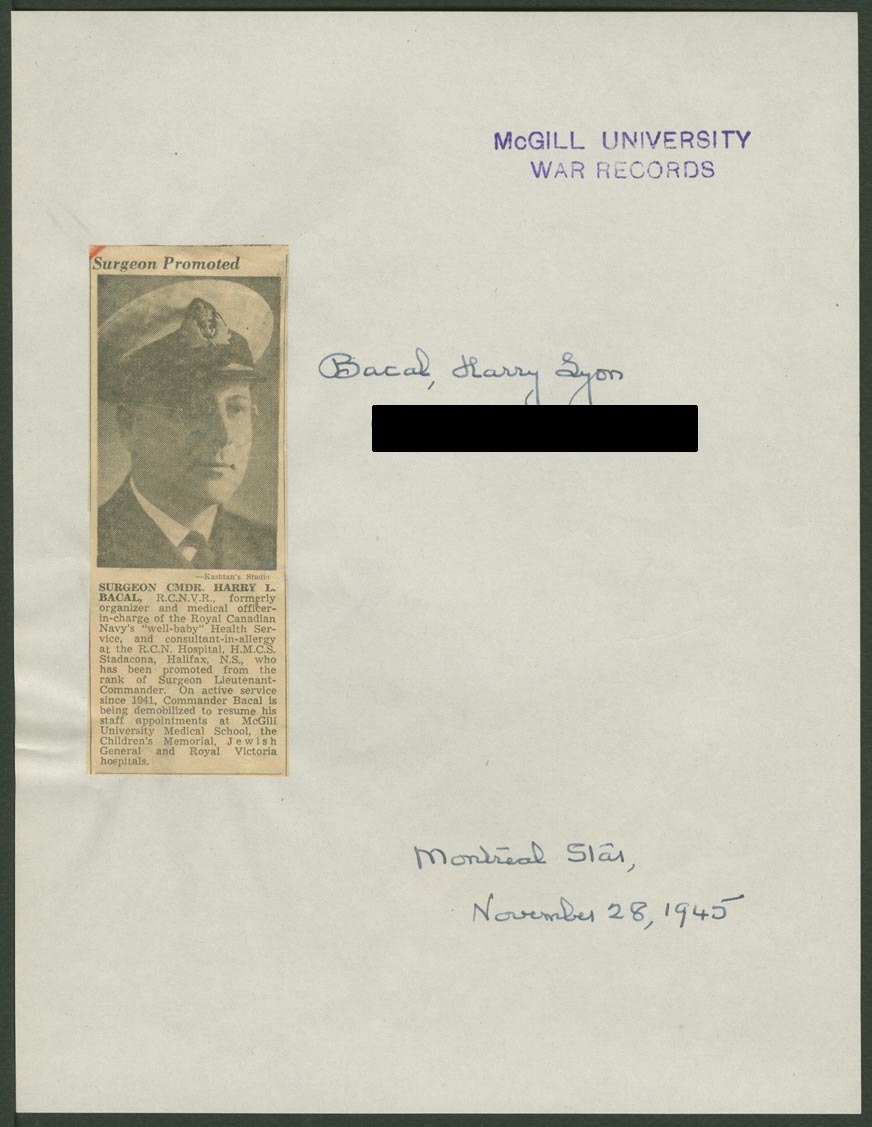 McGILL UNIVERSITY
WAR RECORDS
Surgeon Promoted
Bacal, Harry Lyon
—Kashtan's Studio
SURGEON CMDR. HARRY L.
BACAL, R.C.N.V.R., formerly
organizer and medical officer-
in-charge of the Royal Canadian
Navy's "well-baby" Health Ser-
vice, and consultant-in-allergy
at the R.C.N. Hospital, H.M.C.S.
Stadacona, Halifax, N.S., who
has been promoted from the
rank of Surgeon Lieutenant-
Commander. On active service
since 1941, Commander Bacal is
being demobilized to resume his
staff appointments at McGill
University Medical School, the
Children's Memorial, Jewish
General and Royal Victoria
hospitals.
Montreal Star,
November 28, 1945